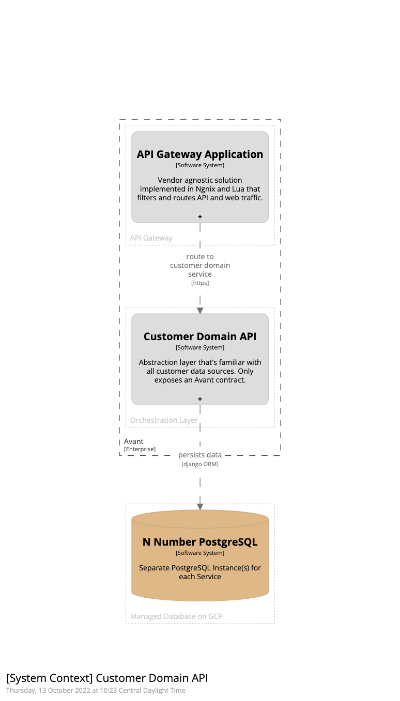 API Gateway Application
[Software System]
Vendor agnostic solution
implemented in Ngnix and Lua that
filters and routes API and web traffic.
+
API Gateway
route to
customer domain
service
[https]
Customer Domain API
[Software System]
Abstraction layer that's familiar with
all customer data sources. Only
exposes an Avant contract.
+
Orchestration Layer
Avant
[Enterprise]
persists data
[django ORM]
N Number PostgreSQL
[Software System]
Separate PostgreSQL Instance(s) for
each Service
Managed Database on GCP
[System Context] Customer Domain API
Thursday, 13 October 2022 at 10:23 Central Daylight Time